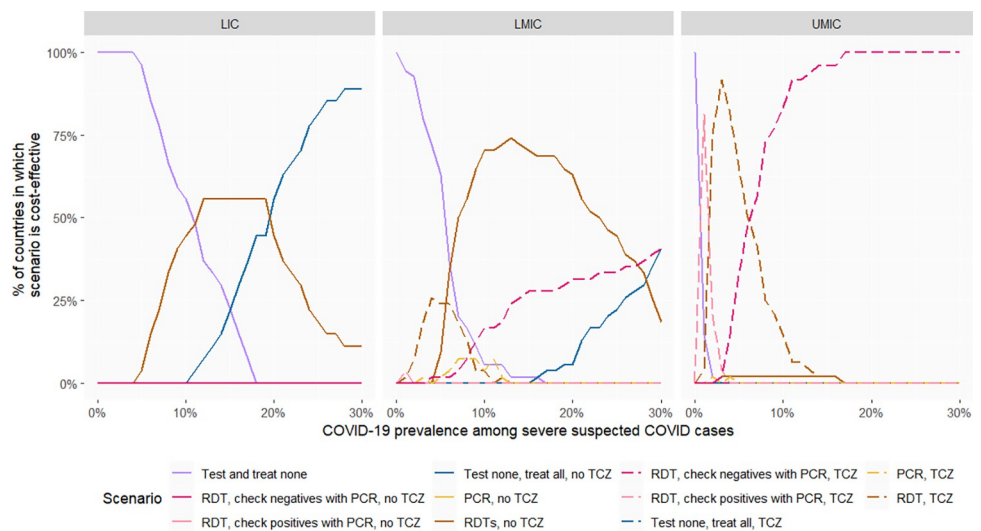 LIC LMIC UMIC
100%
75%
50%
25%
0%
% of countries in which
scenario is cost-effective
0% 10% 20% 30% 0% 10% 20% 30% 0% 10% 20% 30%
COVID-19 prevalence among severe suspected COVID cases
Scenario
Test and treat none
RDT, check negatives with PCR, no TCZ
RDT, check positives with PCR, no TCZ
Test none, treat all, no TCZ
PCR, no TCZ
RDTs, no TCZ
RDT, check negatives with PCR, TCZ
RDT, check positives with PCR, TCZ
Test none, treat all, TCZ
PCR, TCZ
RDT, TCZ